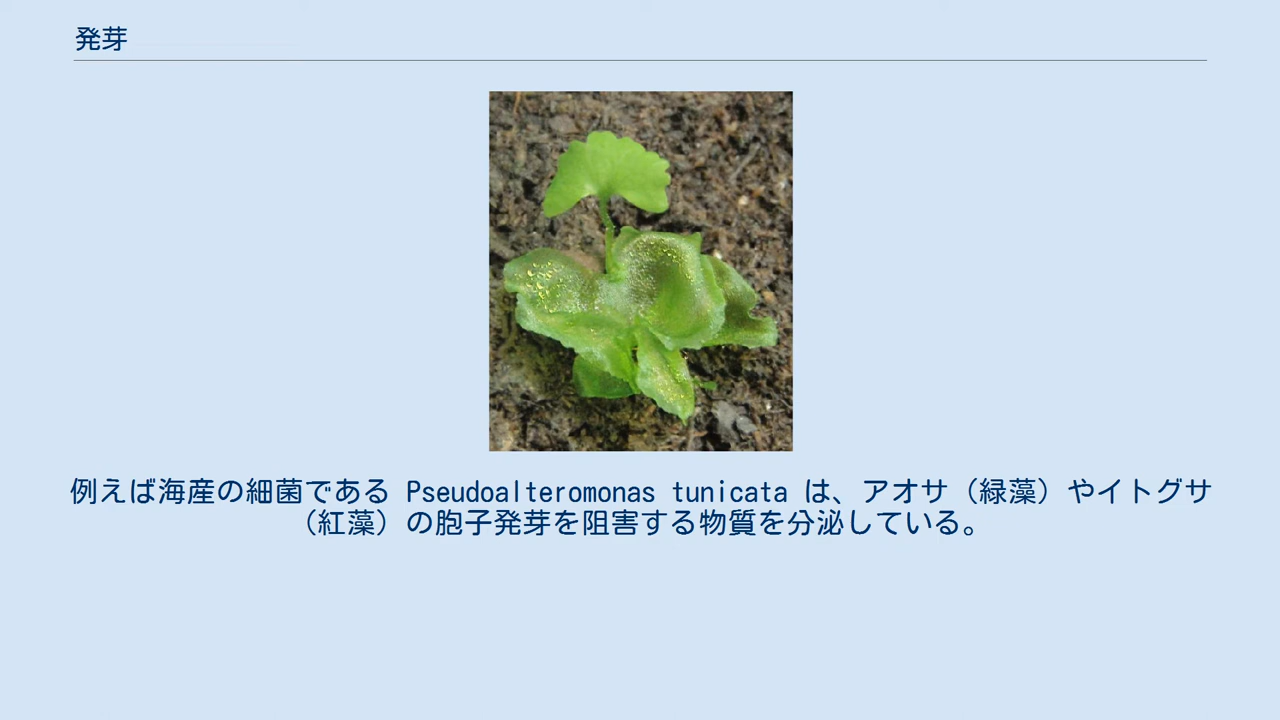 発芽
例えば海産の細菌である Pseudoalteromonas tunicata は、アオサ（緑藻）やイトグサ
（紅藻）の胞子発芽を阻害する物質を分泌している。